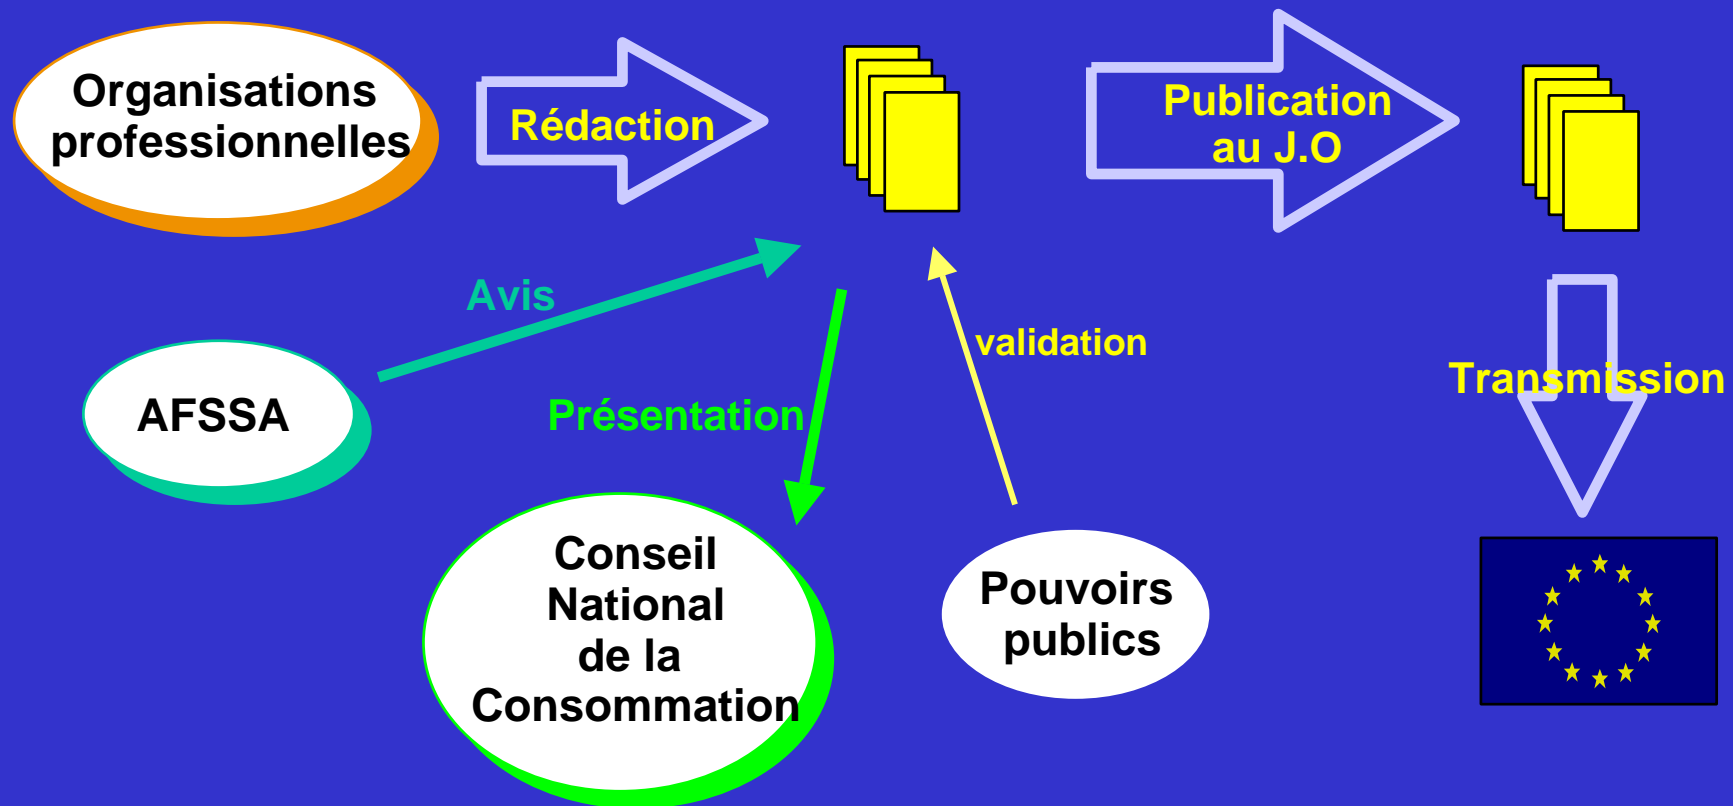 Organisations
professionnelles
Rédaction
Publication
au J.O
Avis
validation
Transmission
AFSSA
Présentation
Conseil
National
de la
Consommation
Pouvoirs
publics